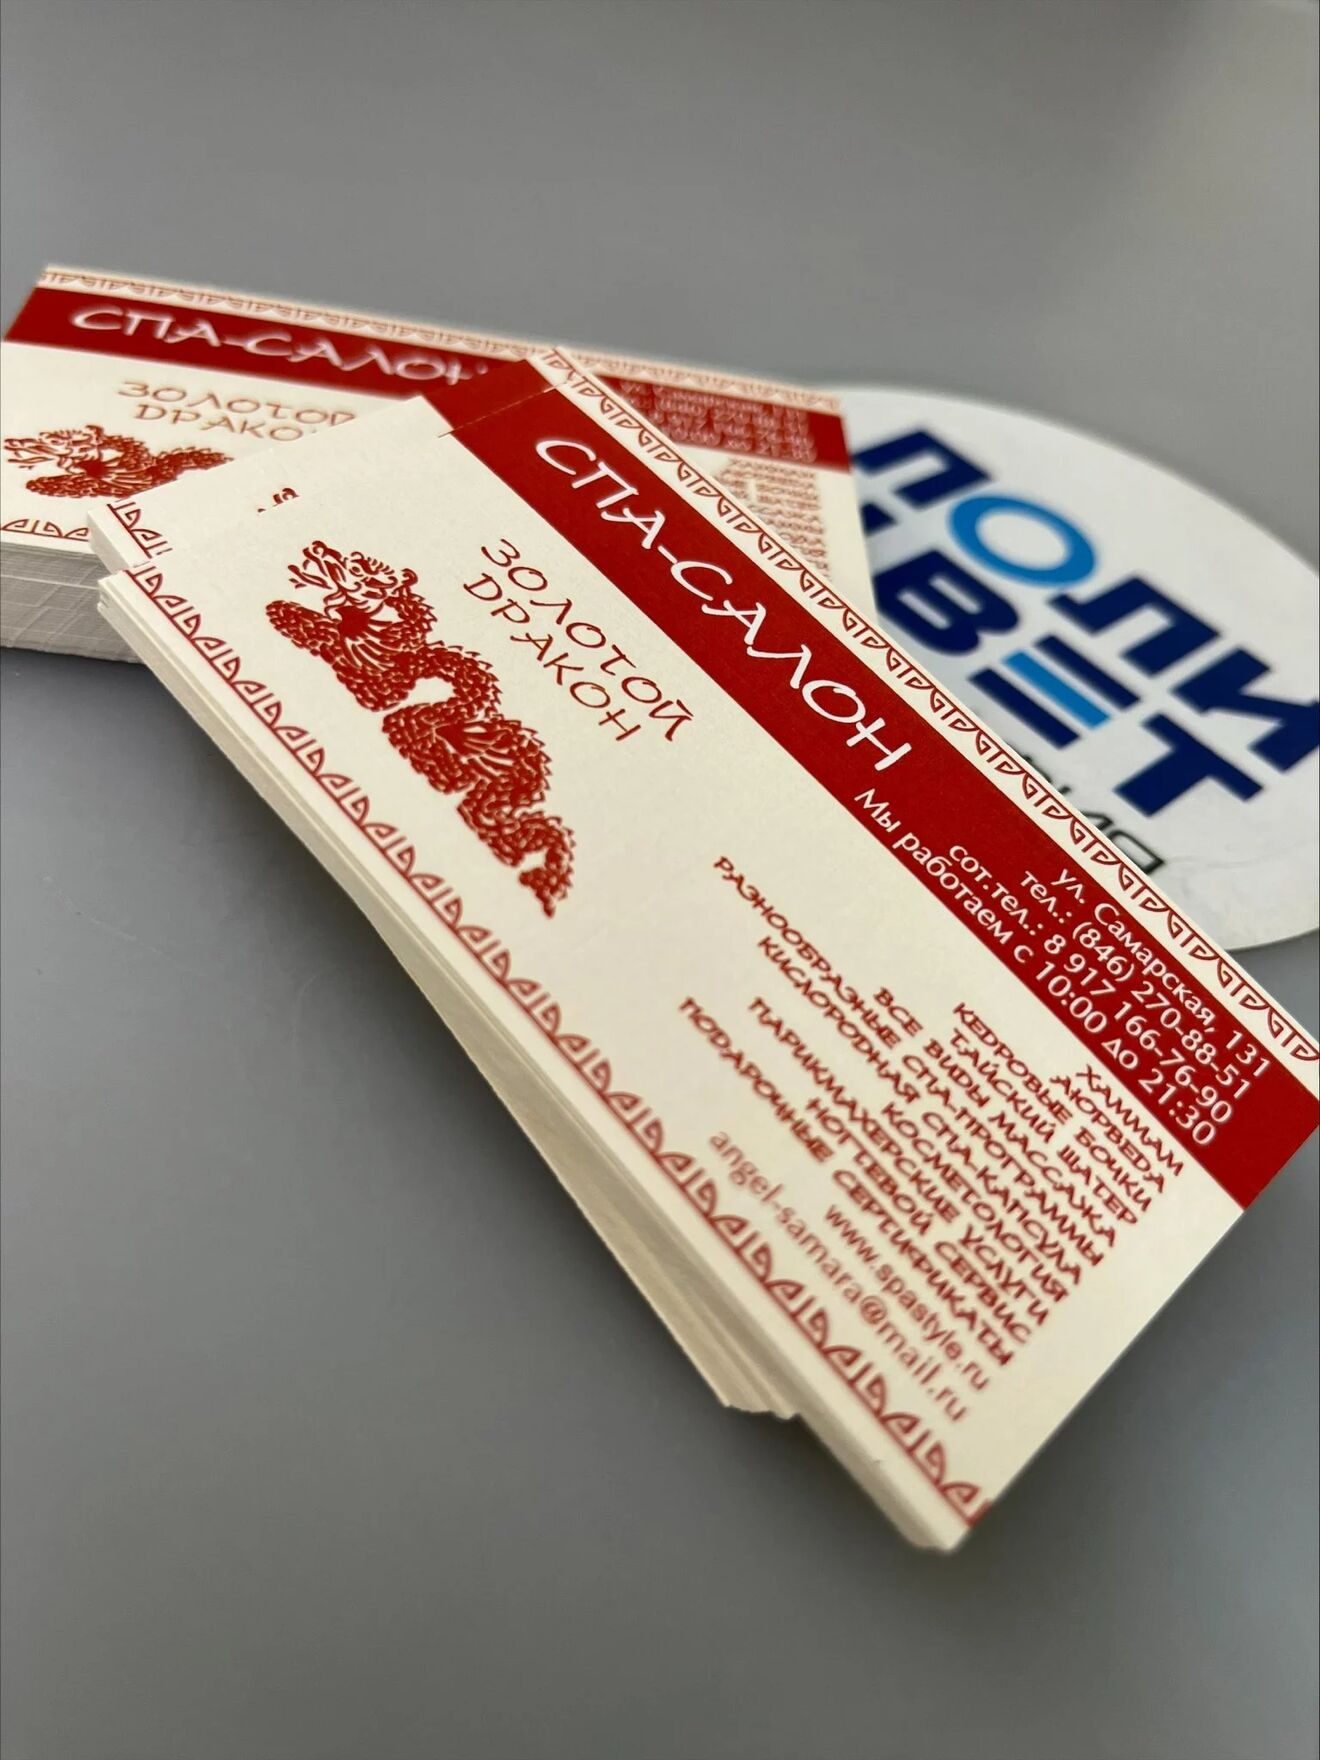 СПА-САЛОН
ЗОЛОТОЙ
ДРАКО
СПА-САЛОН
ул. Самарская, 131
тел.: (846) 270-88-51
сот.тел.: 8 917 166-76-90
Мы работаем с 10:00 до 21:30
ЗОЛОТОЙ
ДРАКОН
ХАММАМ
АЮРВЕДА
КЕДРОВЫЕ БОЧКИ
ТАЙСКИЙ ШАТЕР
ВСЕ ВИДЫ МАССАЖА
РАЗНООБРАЗНЫЕ СПА-ПРОГРАММЫ
КИСЛОРОДНАЯ СПА-КАПСУЛА
КОСМЕТОЛОГИЯ
ПАРИКМАХЕРСКИЕ УСЛУГИ
НОГТЕВОЙ СЕРВИС
ПОДАРОЧНЫЕ СЕРТИФИКАТЫ
www.spastyle.ru
angel-samara@mail.ru
ПОЛИ
ЦВЕТ